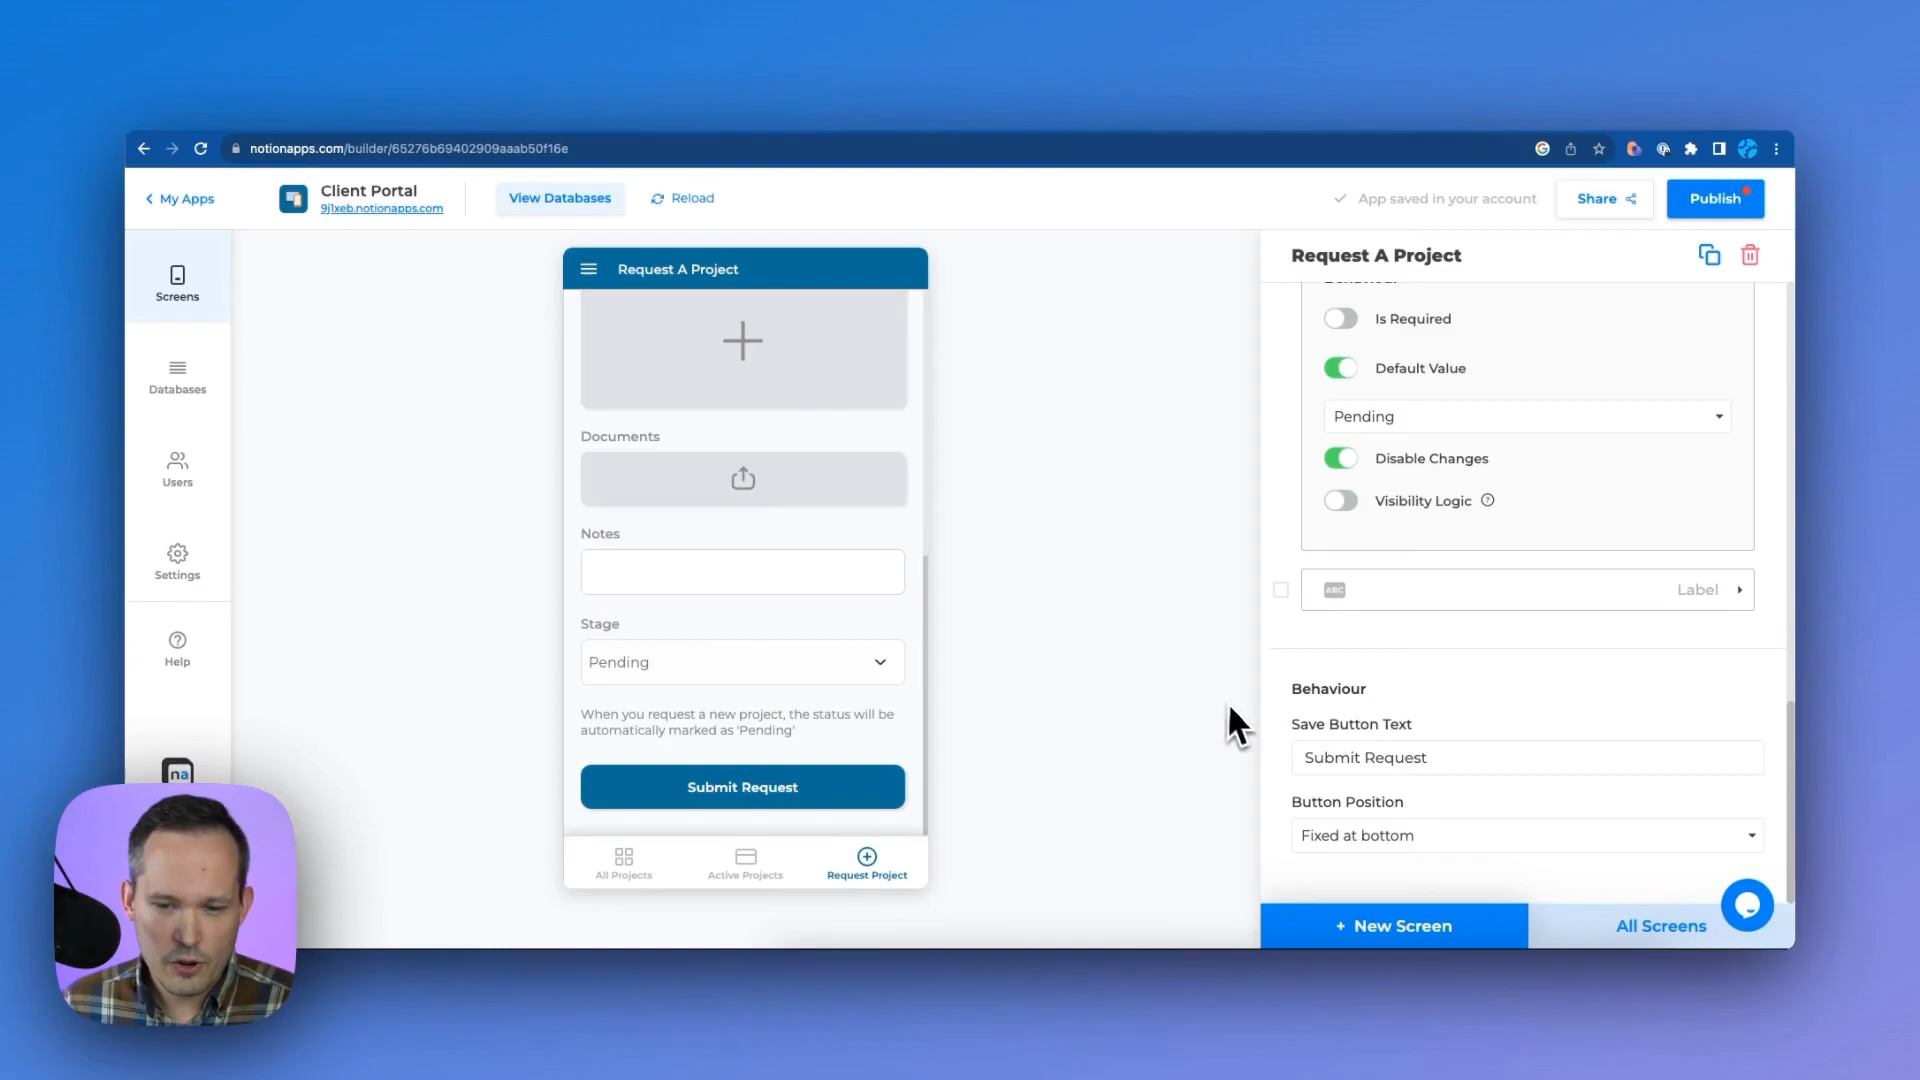 notionapps.com/builder/65276b69402909aaab50f16e
My Apps
Client Portal
9j1xeb.notionapps.com
View Databases
Reload
App saved in your account
Share
Publish
Screens
Databases
Users
Settings
Help
na
Request A Project
Documents
Notes
Stage
Pending
When you request a new project, the status will be
automatically marked as 'Pending'
Submit Request
All Projects
Active Projects
Request Project
Request A Project
Behaviour
Is Required
Default Value
Pending
Disable Changes
Visibility Logic ?
ABC
Label
Behaviour
Save Button Text
Submit Request
Button Position
Fixed at bottom
+ New Screen
All Screens